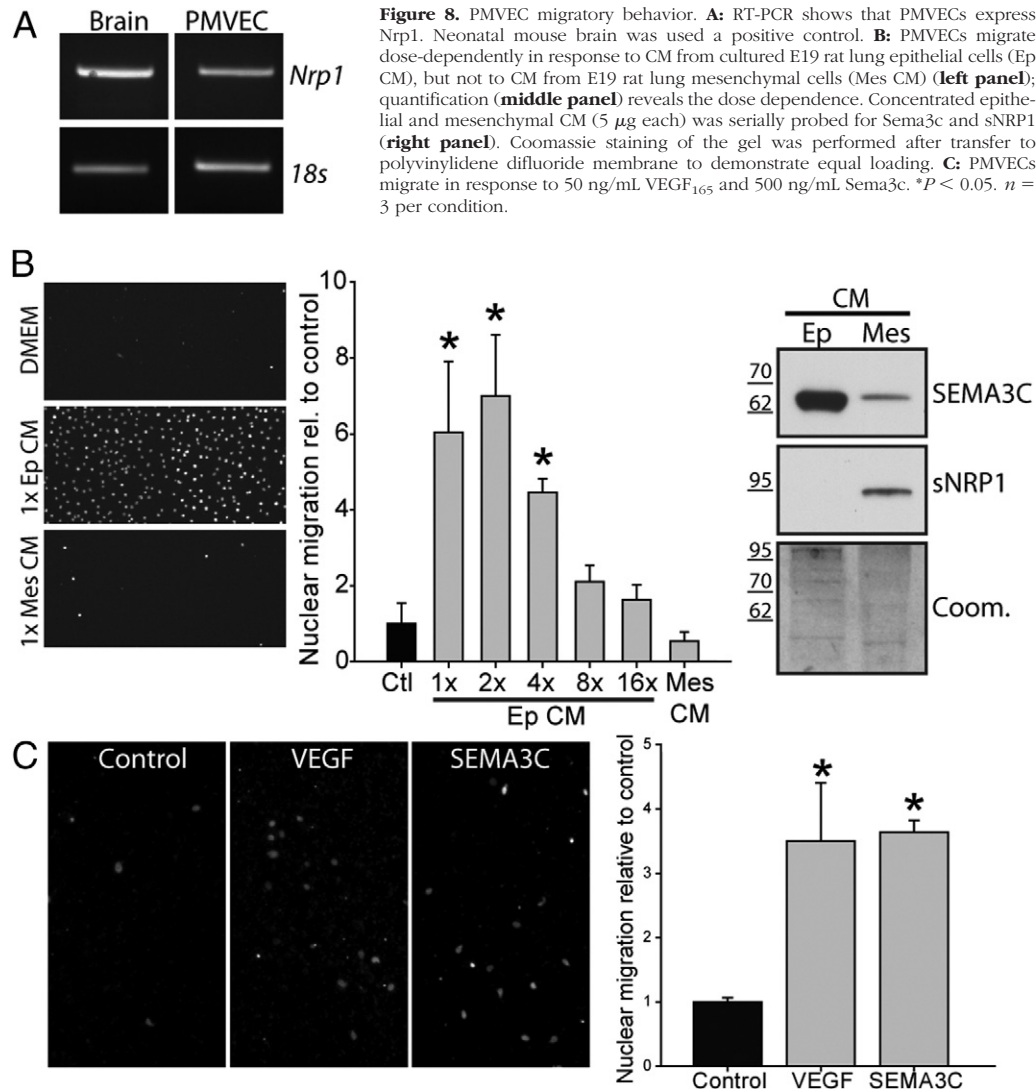 A
Brain PMVEC
Nrp1
18s
Figure 8. PMVEC migratory behavior. A: RT-PCR shows that PMVECs express
Nrp1. Neonatal mouse brain was used a positive control. B: PMVECs migrate
dose-dependently in response to CM from cultured E19 rat lung epithelial cells (Ep
CM), but not to CM from E19 rat lung mesenchymal cells (Mes CM) (left panel);
quantification (middle panel) reveals the dose dependence. Concentrated epithe-
lial and mesenchymal CM (5 μg each) was serially probed for Sema3c and sNRP1
(right panel). Coomassie staining of the gel was performed after transfer to
polyvinylidene difluoride membrane to demonstrate equal loading. C: PMVECs
migrate in response to 50 ng/mL VEGF165 and 500 ng/mL Sema3c. *P < 0.05. n =
3 per condition.
B
DMEM
1x Ep CM
1x Mes CM
Nuclear migration rel. to control
10
8
6
4
2
0
* * *
Ctl 1x 2x 4x 8x 16x Mes
Ep CM CM
CM
Ep Mes
70
62
SEMA3C
95
sNRP1
95
70
62
Coom.
C
Control VEGF SEMA3C
Nuclear migration relative to control
5
4
3
2
1
0
* *
Control VEGF SEMA3C